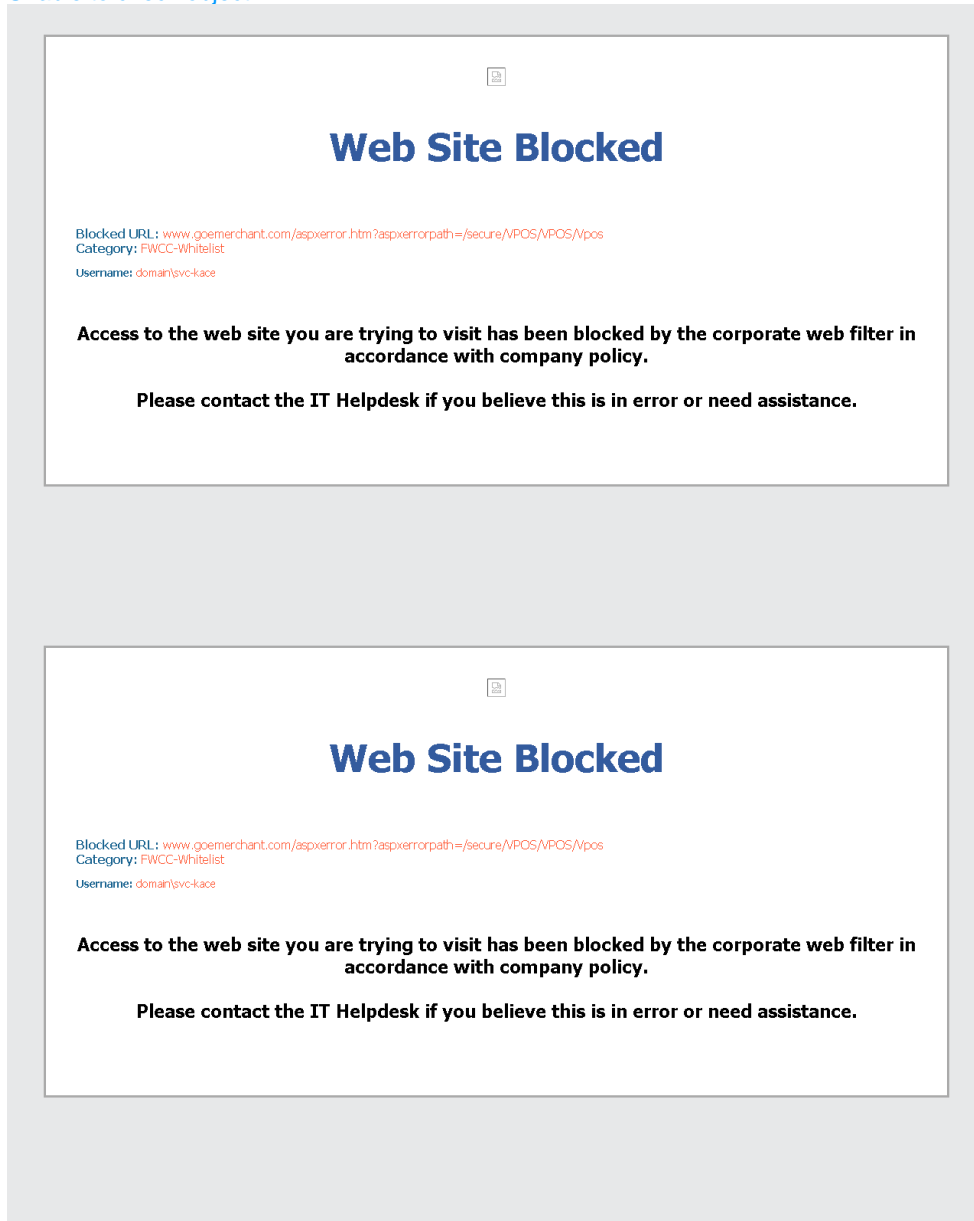 Web Site Blocked
Blocked URL: www.goemerchant.com/aspxerror.htm?aspxerrorpath=/secure/VPOS/VPOS/Vpos
Category: FWCC-Whitelist
Username: domain\svc-kace
Access to the web site you are trying to visit has been blocked by the corporate web filter in
accordance with company policy.
Please contact the IT Helpdesk if you believe this is in error or need assistance.
Web Site Blocked
Blocked URL: www.goemerchant.com/aspxerror.htm?aspxerrorpath=/secure/VPOS/VPOS/Vpos
Category: FWCC-Whitelist
Username: domain\svc-kace
Access to the web site you are trying to visit has been blocked by the corporate web filter in
accordance with company policy.
Please contact the IT Helpdesk if you believe this is in error or need assistance.